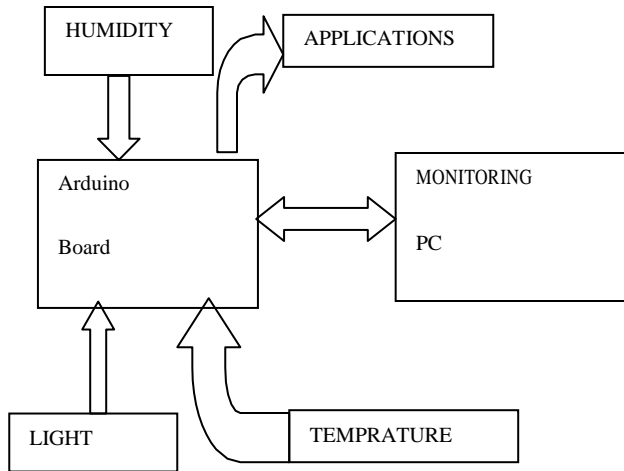 HUMIDITY
APPLICATIONS
Arduino
Board
MONITORING
PC
LIGHT
TEMPRATURE